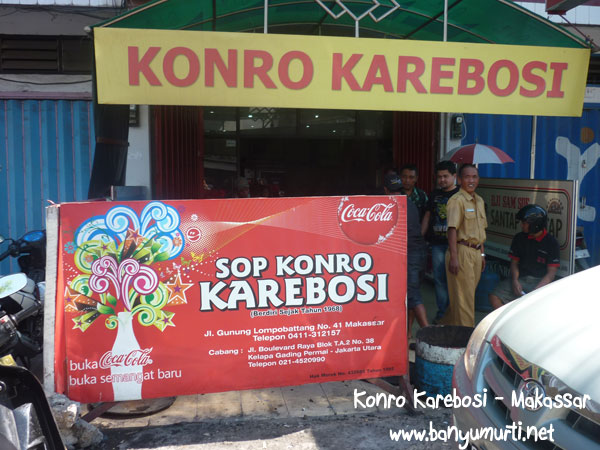 KONRO KAREBOSI
Coca-Cola
SOP KONRO
KAREBOSI
(Berdiri Sejak Tahun 1968)
Jl. Gunung Lompobattang No. 41 Makassar
Telepon 0411-312157
Cabang : Jl. Boulevard Raya Blok T.A.2 No. 38
Kelapa Gading Permai - Jakarta Utara
Telepon 021-4520990
buka Coca-Cola
buka semangat baru
Konro Karebosi - Makassar
www.banyumurti.net